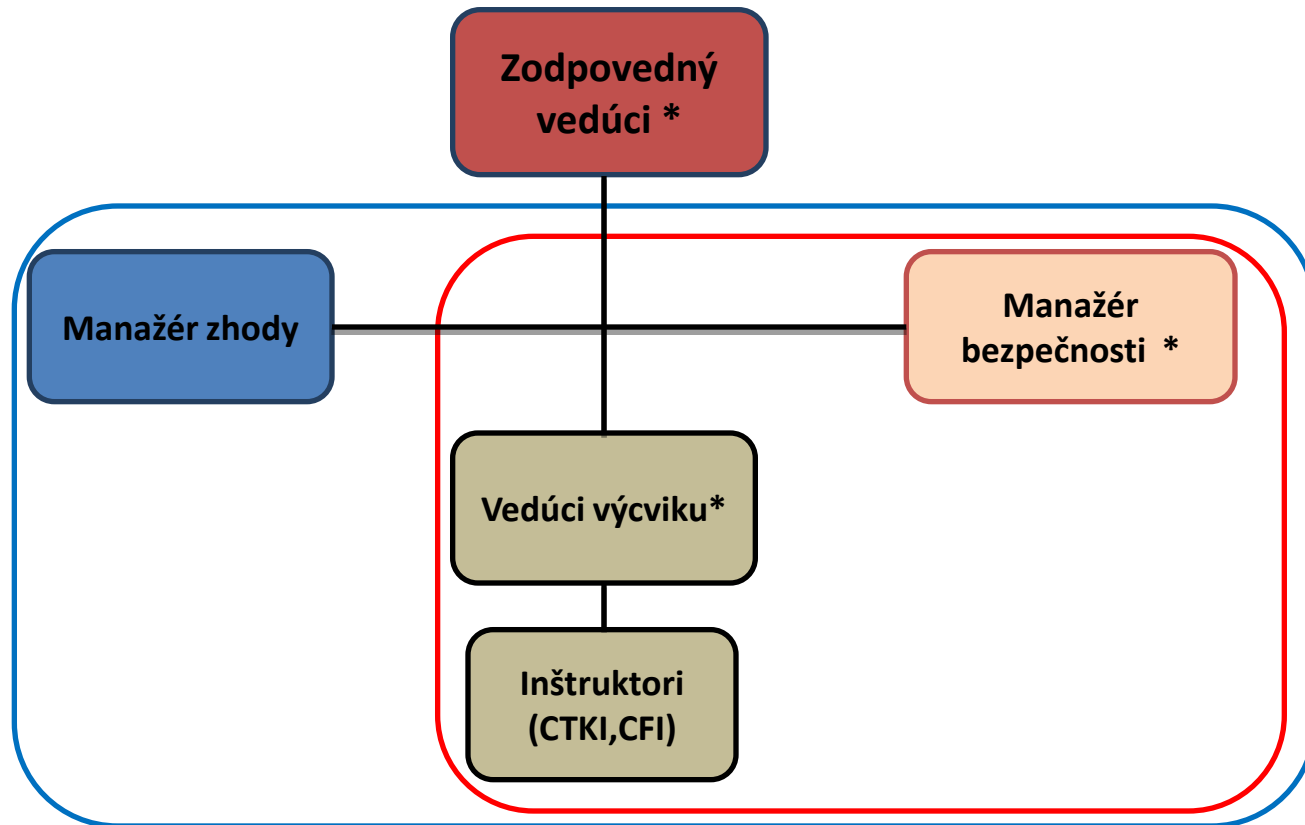 Zodpovedný
vedúci *
Manažér zhody
Manažér
bezpečnosti *
Vedúci výcviku*
Inštruktori
(CTKI,CFI)